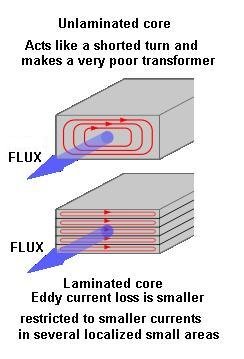 Unlaminated core
Acts like a shorted turn and
makes a very poor transformer
FLUX
FLUX
Laminated core
Eddy current loss is smaller
restricted to smaller currents
in several localized small areas